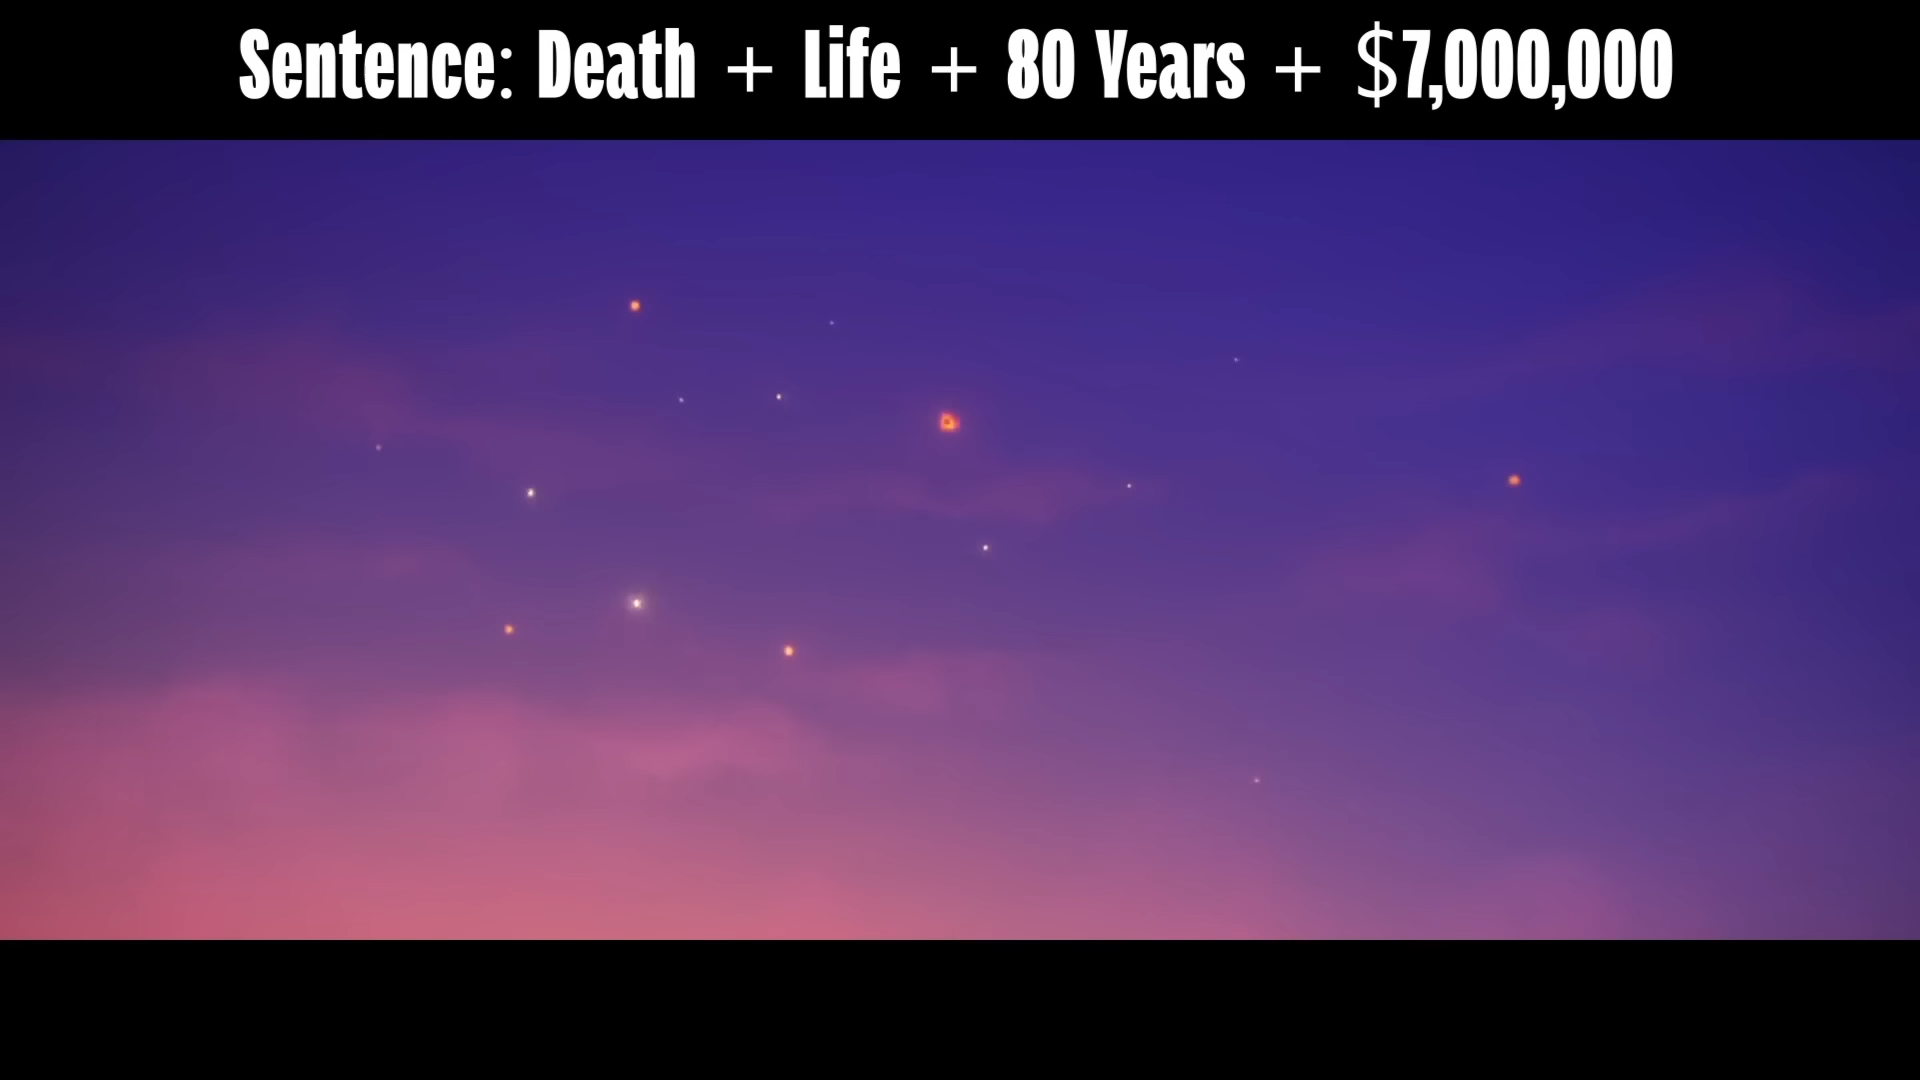 Sentence: Death + Life + 80 Years + $7,000,000